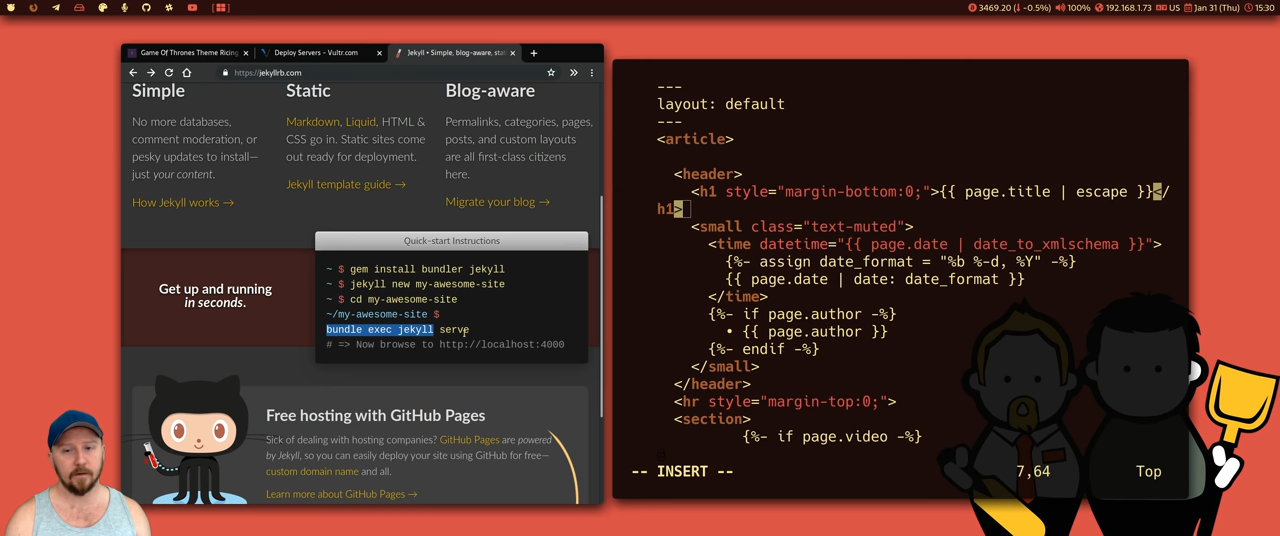 3469.20 (↓ −0.5%) 100% 192.168.1.73 US Jan 31 (Thu) 15:30
Game Of Thrones Theme Ricing
Deploy Servers - Vultr.com
Jekyll • Simple, blog-aware, stati
https://jekyllrb.com
Simple
No more databases,
comment moderation, or
pesky updates to install—
just your content.
How Jekyll works →
Static
Markdown, Liquid, HTML &
CSS go in. Static sites come
out ready for deployment.
Jekyll template guide →
Blog-aware
Permalinks, categories, pages,
posts, and custom layouts
are all first-class citizens
here.
Migrate your blog →
Get up and running
in seconds.
Quick-start Instructions
~ $ gem install bundler jekyll
~ $ jekyll new my-awesome-site
~ $ cd my-awesome-site
~/my-awesome-site $
bundle exec jekyll serve
# => Now browse to http://localhost:4000
Free hosting with GitHub Pages
Sick of dealing with hosting companies? GitHub Pages are powered
by Jekyll, so you can easily deploy your site using GitHub for free—
custom domain name and all.
Learn more about GitHub Pages →
---
layout: default
---
<article>
<header>
<h1 style="margin-bottom:0;">{{ page.title | escape }}</
h1>
<small class="text-muted">
<time datetime="{{ page.date | date_to_xmlschema }}">
{%- assign date_format = "%b %-d, %Y" -%}
{{ page.date | date: date_format }}
</time>
{%- if page.author -%}
• {{ page.author }}
{%- endif -%}
</small>
</header>
<hr style="margin-top:0;">
<section>
{%- if page.video -%}
@
-- INSERT -- 7,64 Top